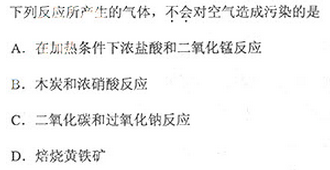 下列反应所产生的气体，不会对空气造成污染的是
A．在加热条件下浓盐酸和二氧化锰反应
B．木炭和浓硝酸反应
C．二氧化碳和过氧化钠反应
D．焙烧黄铁矿